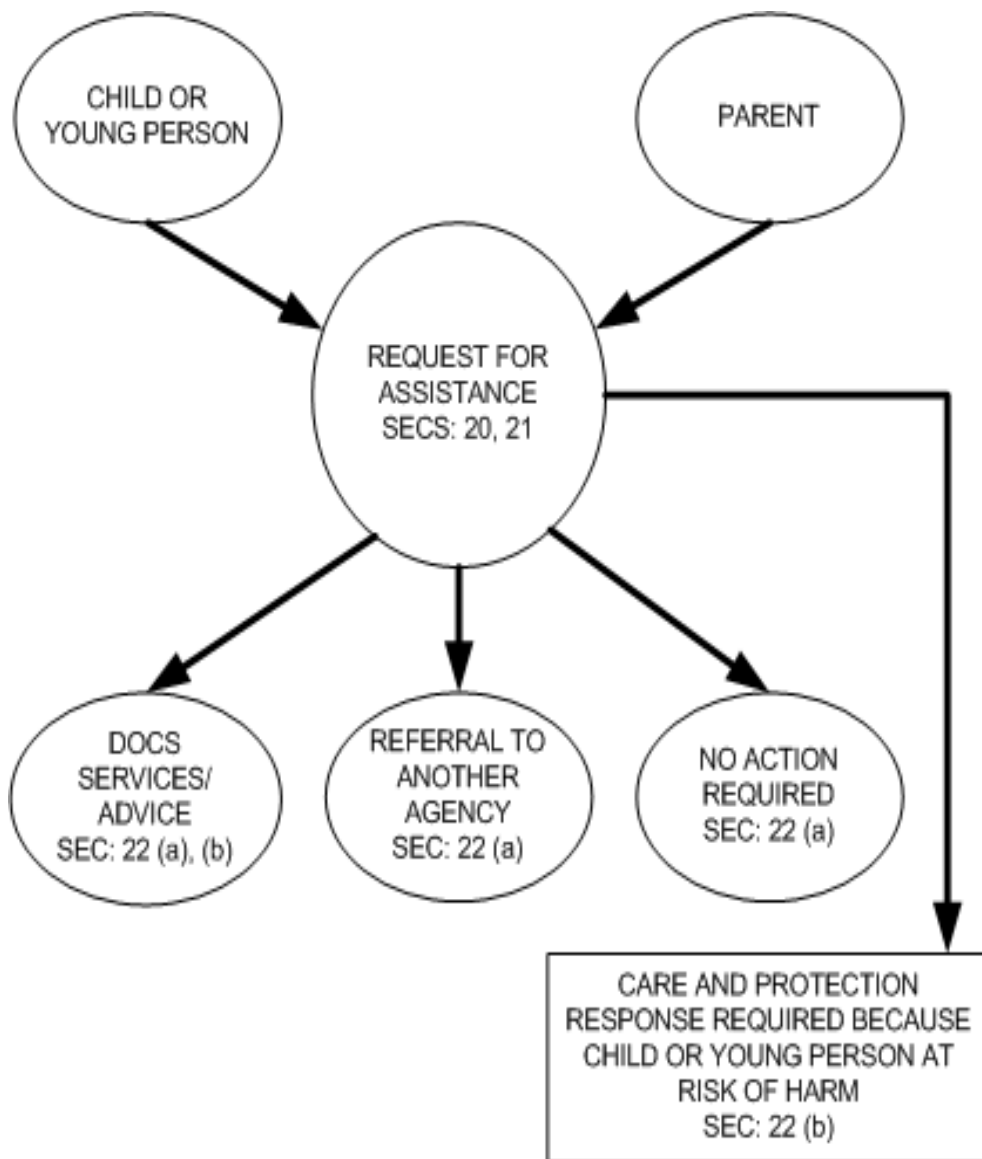 CHILD OR
YOUNG PERSON
PARENT
REQUEST FOR
ASSISTANCE
SECS: 20, 21
DOCS
SERVICES/
ADVICE
SEC: 22 (a), (b)
REFERRAL TO
ANOTHER
AGENCY
SEC: 22 (a)
NO ACTION
REQUIRED
SEC: 22 (a)
CARE AND PROTECTION
RESPONSE REQUIRED BECAUSE
CHILD OR YOUNG PERSON AT
RISK OF HARM
SEC: 22 (b)